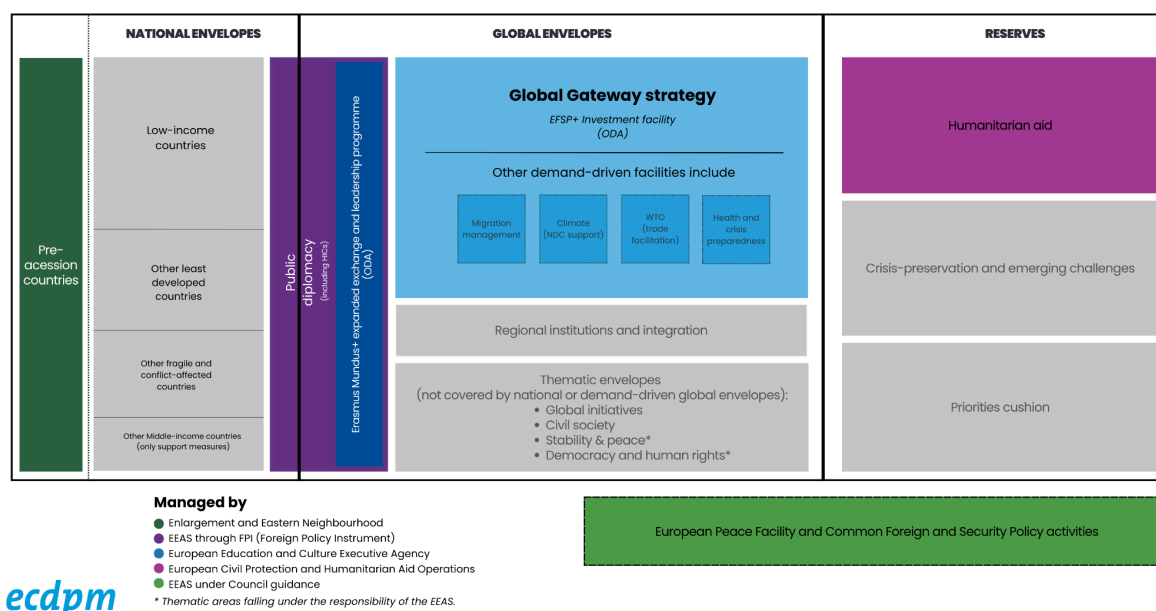 NATIONAL ENVELOPES
GLOBAL ENVELOPES
RESERVES
Pre-
acession
countries
Low-income
countries
Other least
developed
countries
Other fragile and
conflict-affected
countries
Other Middle-income countries
(only support measures)
Public
diplomacy
(including HICs)
Erasmus Mundus+ expanded exchange and leadership programme
(ODA)
Global Gateway strategy
EFSP+ Investment facility
(ODA)
Other demand-driven facilities include
Migration
management
Climate
(NDC support)
WTO
(trade
facilitation)
Health and
crisis
preparedness
Regional institutions and integration
Thematic envelopes
(not covered by national or demand-driven global envelopes):
• Global initiatives
• Civil society
• Stability & peace*
• Democracy and human rights*
Humanitarian aid
Crisis-preservation and emerging challenges
Priorities cushion
Managed by
Enlargement and Eastern Neighbourhood
EEAS through FPI (Foreign Policy Instrument)
European Education and Culture Executive Agency
European Civil Protection and Humanitarian Aid Operations
EEAS under Council guidance
* Thematic areas falling under the responsibility of the EEAS.
European Peace Facility and Common Foreign and Security Policy activities
ecdpm